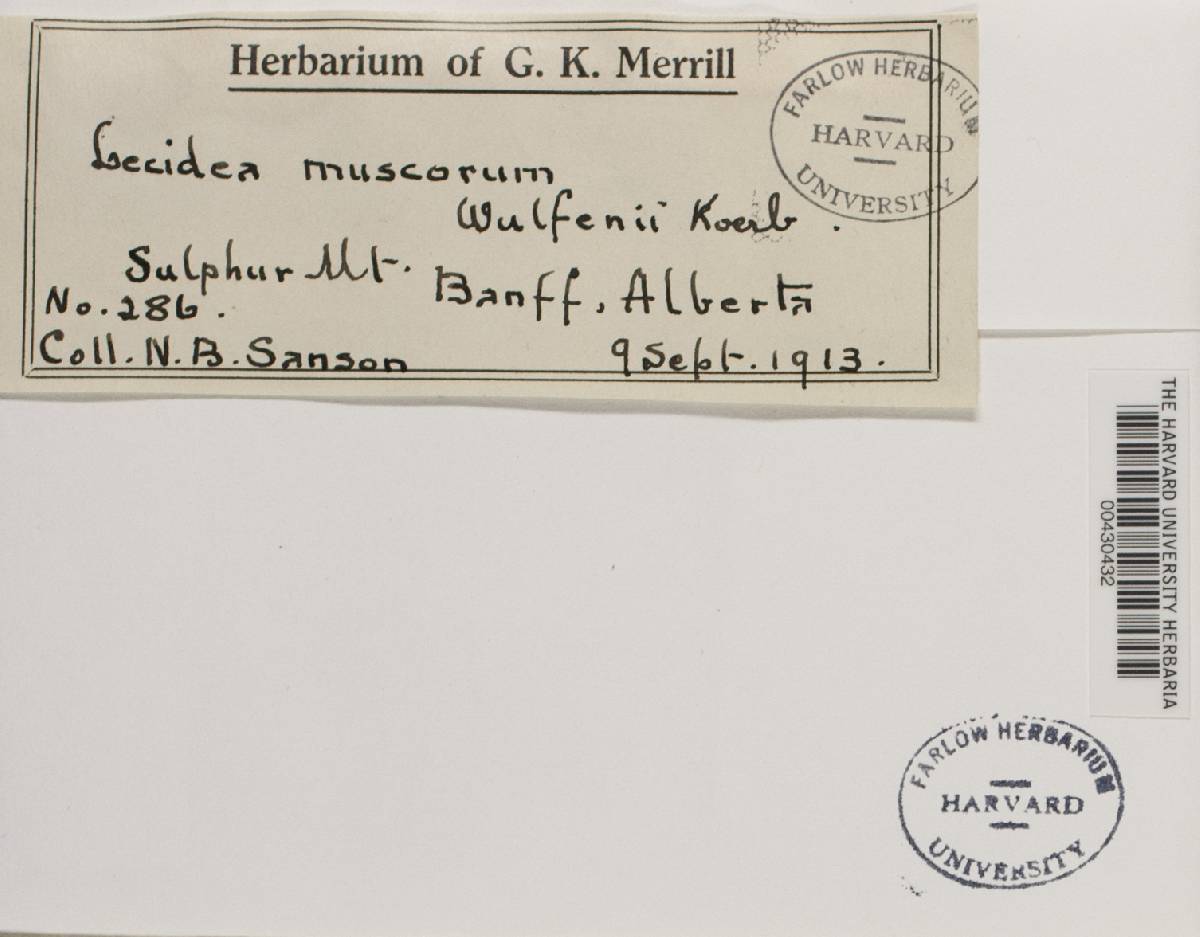 Herbarium of G. K. Merrill
Lecidea muscorum
Wulfenii Koerb.
Sulphur Mt.
Banff, Alberta
No. 286.
Coll. N. B. Sanson
9 Sept. 1913.
FARLOW HERBARIUM
HARVARD
UNIVERSITY
THE HARVARD UNIVERSITY HERBARIA
00430432
FARLOW HERBARIUM
HARVARD
UNIVERSITY